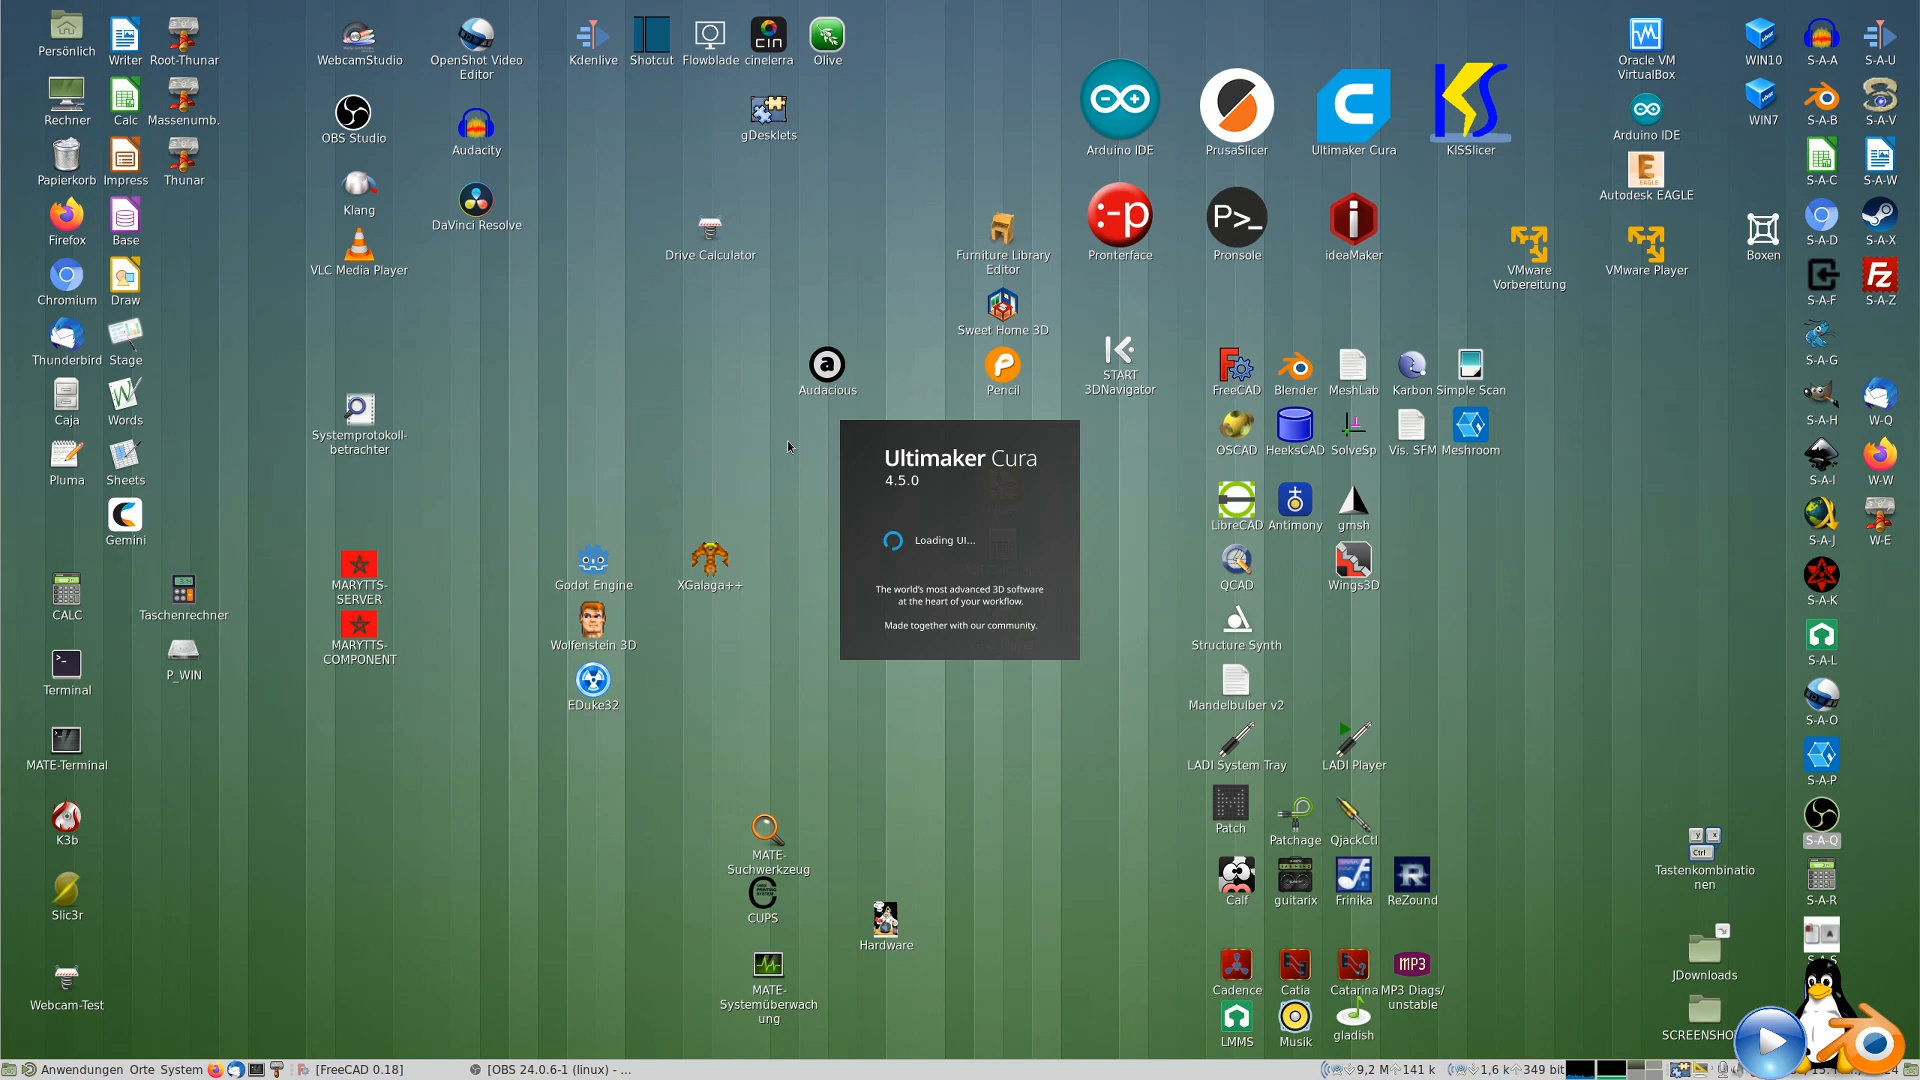 Persönlich
Writer
Root-Thunar
WebcamStudio
OpenShot Video
Editor
Kdenlive
Shotcut
Flowblade
cinelerra
Olive
Oracle VM
VirtualBox
WIN10
S-A-A
S-A-U
Rechner
Calc
Massenumb.
OBS Studio
Audacity
gDesklets
Arduino IDE
PrusaSlicer
Ultimaker Cura
KISSlicer
Arduino IDE
WIN7
S-A-B
S-A-V
Papierkorb
Impress
Thunar
Klang
DaVinci Resolve
Autodesk EAGLE
S-A-C
S-A-W
Firefox
Base
VLC Media Player
Drive Calculator
Furniture Library
Editor
Pronterface
Pronsole
ideaMaker
VMware
Vorbereitung
VMware Player
Boxen
S-A-D
S-A-X
Chromium
Draw
Sweet Home 3D
S-A-F
S-A-Z
Thunderbird
Stage
Audacious
Pencil
START
3DNavigator
FreeCAD
Blender
MeshLab
Karbon
Simple Scan
S-A-G
Caja
Words
Systemprotokoll-
betrachter
OSCAD
HeeksCAD
SolveSp
Vis. SFM
Meshroom
S-A-H
W-Q
Pluma
Sheets
Ultimaker Cura
4.5.0
Loading UI...
The world's most advanced 3D software
at the heart of your workflow.
Made together with our community.
S-A-I
W-W
Gemini
LibreCAD
Antimony
gmsh
S-A-J
W-E
CALC
Taschenrechner
MARYTTS-
SERVER
Godot Engine
XGalaga++
QCAD
Wings3D
S-A-K
P_WIN
MARYTTS-
COMPONENT
Wolfenstein 3D
Structure Synth
S-A-L
Terminal
EDuke32
Mandelbulber v2
S-A-O
MATE-Terminal
LADI System Tray
LADI Player
S-A-P
K3b
MATE-
Suchwerkzeug
Patch
Patchage
QjackCtl
S-A-Q
Tastenkombinatio
nen
Slic3r
CUPS
Hardware
Calf
guitarix
Frinika
ReZound
S-A-R
Webcam-Test
MATE-
Systemüberwach
ung
Cadence
Catia
Catarina
MP3 Diags/
unstable
JDownloads
LMMS
Musik
gladish
SCREENSHO
Anwendungen Orte System
[FreeCAD 0.18]
[OBS 24.0.6-1 (linux) - ...
9,2 M 141 k
1,6 k 349 bit